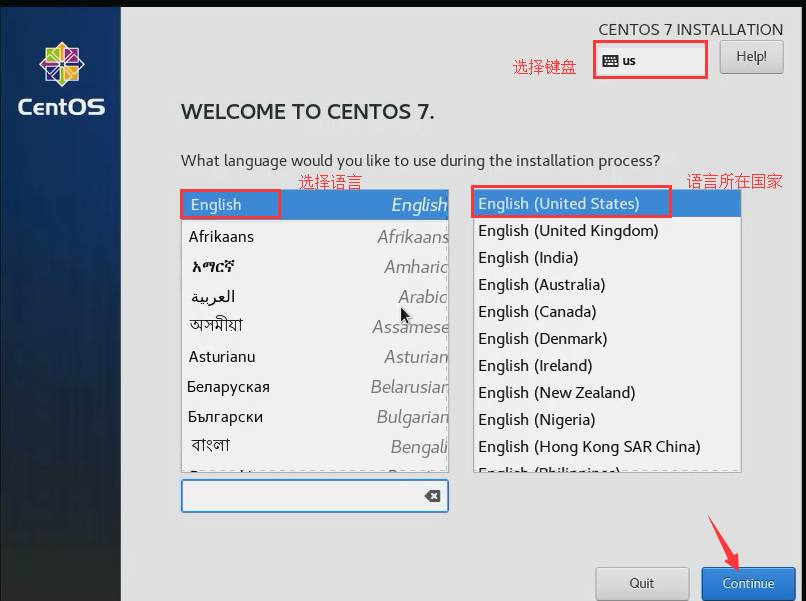 CENTOS 7 INSTALLATION
选择键盘
us
Help!
CentOS
WELCOME TO CENTOS 7.
What language would you like to use during the installation process?
选择语言
语言所在国家
English English
Afrikaans Afrikaans
አማርኛ Amharic
العربية Arabic
অসমীয়া Assamese
Asturianu Asturian
Беларуская Belarusian
Български Bulgarian
বাংলা Bengali
English (United States)
English (United Kingdom)
English (India)
English (Australia)
English (Canada)
English (Denmark)
English (Ireland)
English (New Zealand)
English (Nigeria)
English (Hong Kong SAR China)
English (Philippines)
Quit
Continue